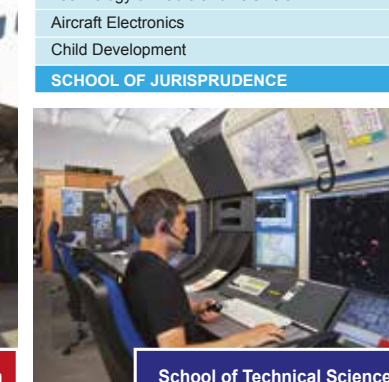 Aircraft Electronics
Child Development
SCHOOL OF JURISPRUDENCE
School of Technical Science